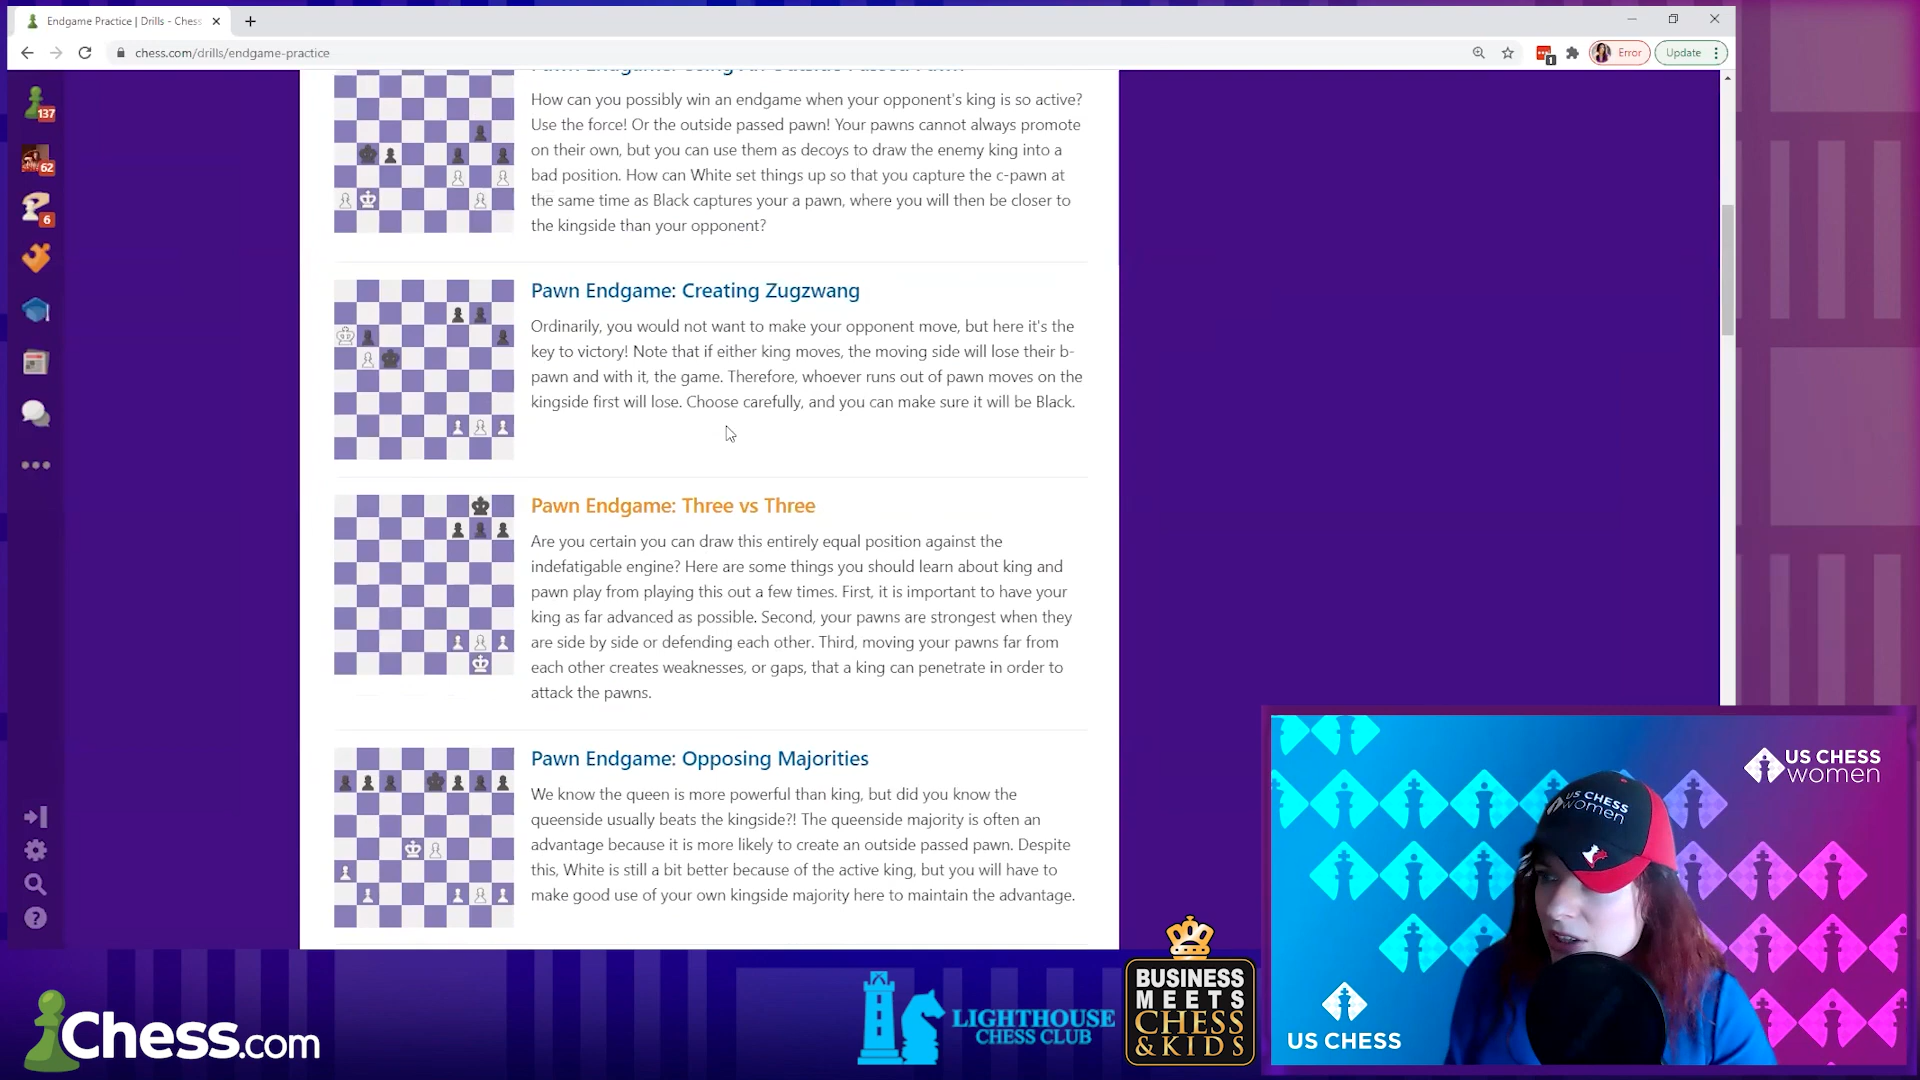 Endgame Practice | Drills - Chess
chess.com/drills/endgame-practice
1
Error
Update
137
62
6
Pawn Endgame: Using An Outside Passed Pawn
How can you possibly win an endgame when your opponent's king is so active?
Use the force! Or the outside passed pawn! Your pawns cannot always promote
on their own, but you can use them as decoys to draw the enemy king into a
bad position. How can White set things up so that you capture the c-pawn at
the same time as Black captures your a pawn, where you will then be closer to
the kingside than your opponent?
Pawn Endgame: Creating Zugzwang
Ordinarily, you would not want to make your opponent move, but here it's the
key to victory! Note that if either king moves, the moving side will lose their b-
pawn and with it, the game. Therefore, whoever runs out of pawn moves on the
kingside first will lose. Choose carefully, and you can make sure it will be Black.
Pawn Endgame: Three vs Three
Are you certain you can draw this entirely equal position against the
indefatigable engine? Here are some things you should learn about king and
pawn play from playing this out a few times. First, it is important to have your
king as far advanced as possible. Second, your pawns are strongest when they
are side by side or defending each other. Third, moving your pawns far from
each other creates weaknesses, or gaps, that a king can penetrate in order to
attack the pawns.
Pawn Endgame: Opposing Majorities
We know the queen is more powerful than king, but did you know the
queenside usually beats the kingside?! The queenside majority is often an
advantage because it is more likely to create an outside passed pawn. Despite
this, White is still a bit better because of the active king, but you will have to
make good use of your own kingside majority here to maintain the advantage.
US CHESS
women
US CHESS
women
US CHESS
Chess.com
LIGHTHOUSE
CHESS CLUB
BUSINESS
MEETS
CHESS
& KIDS